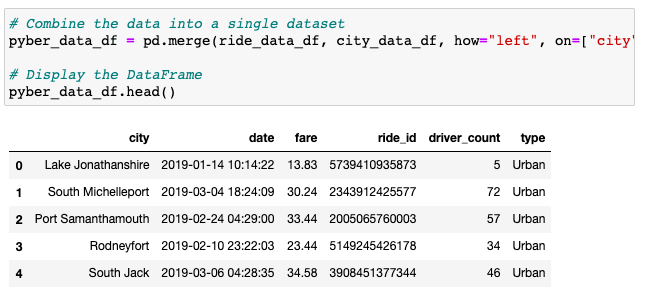 # Combine the data into a single dataset
pyber_data_df = pd.merge(ride_data_df, city_data_df, how="left", on=["city"
# Display the DataFrame
pyber_data_df.head()
city date fare ride_id driver_count type
0 Lake Jonathanshire 2019-01-14 10:14:22 13.83 5739410935873 5 Urban
1 South Michelleport 2019-03-04 18:24:09 30.24 2343912425577 72 Urban
2 Port Samanthamouth 2019-02-24 04:29:00 33.44 2005065760003 57 Urban
3 Rodneyfort 2019-02-10 23:22:03 23.44 5149245426178 34 Urban
4 South Jack 2019-03-06 04:28:35 34.58 3908451377344 46 Urban